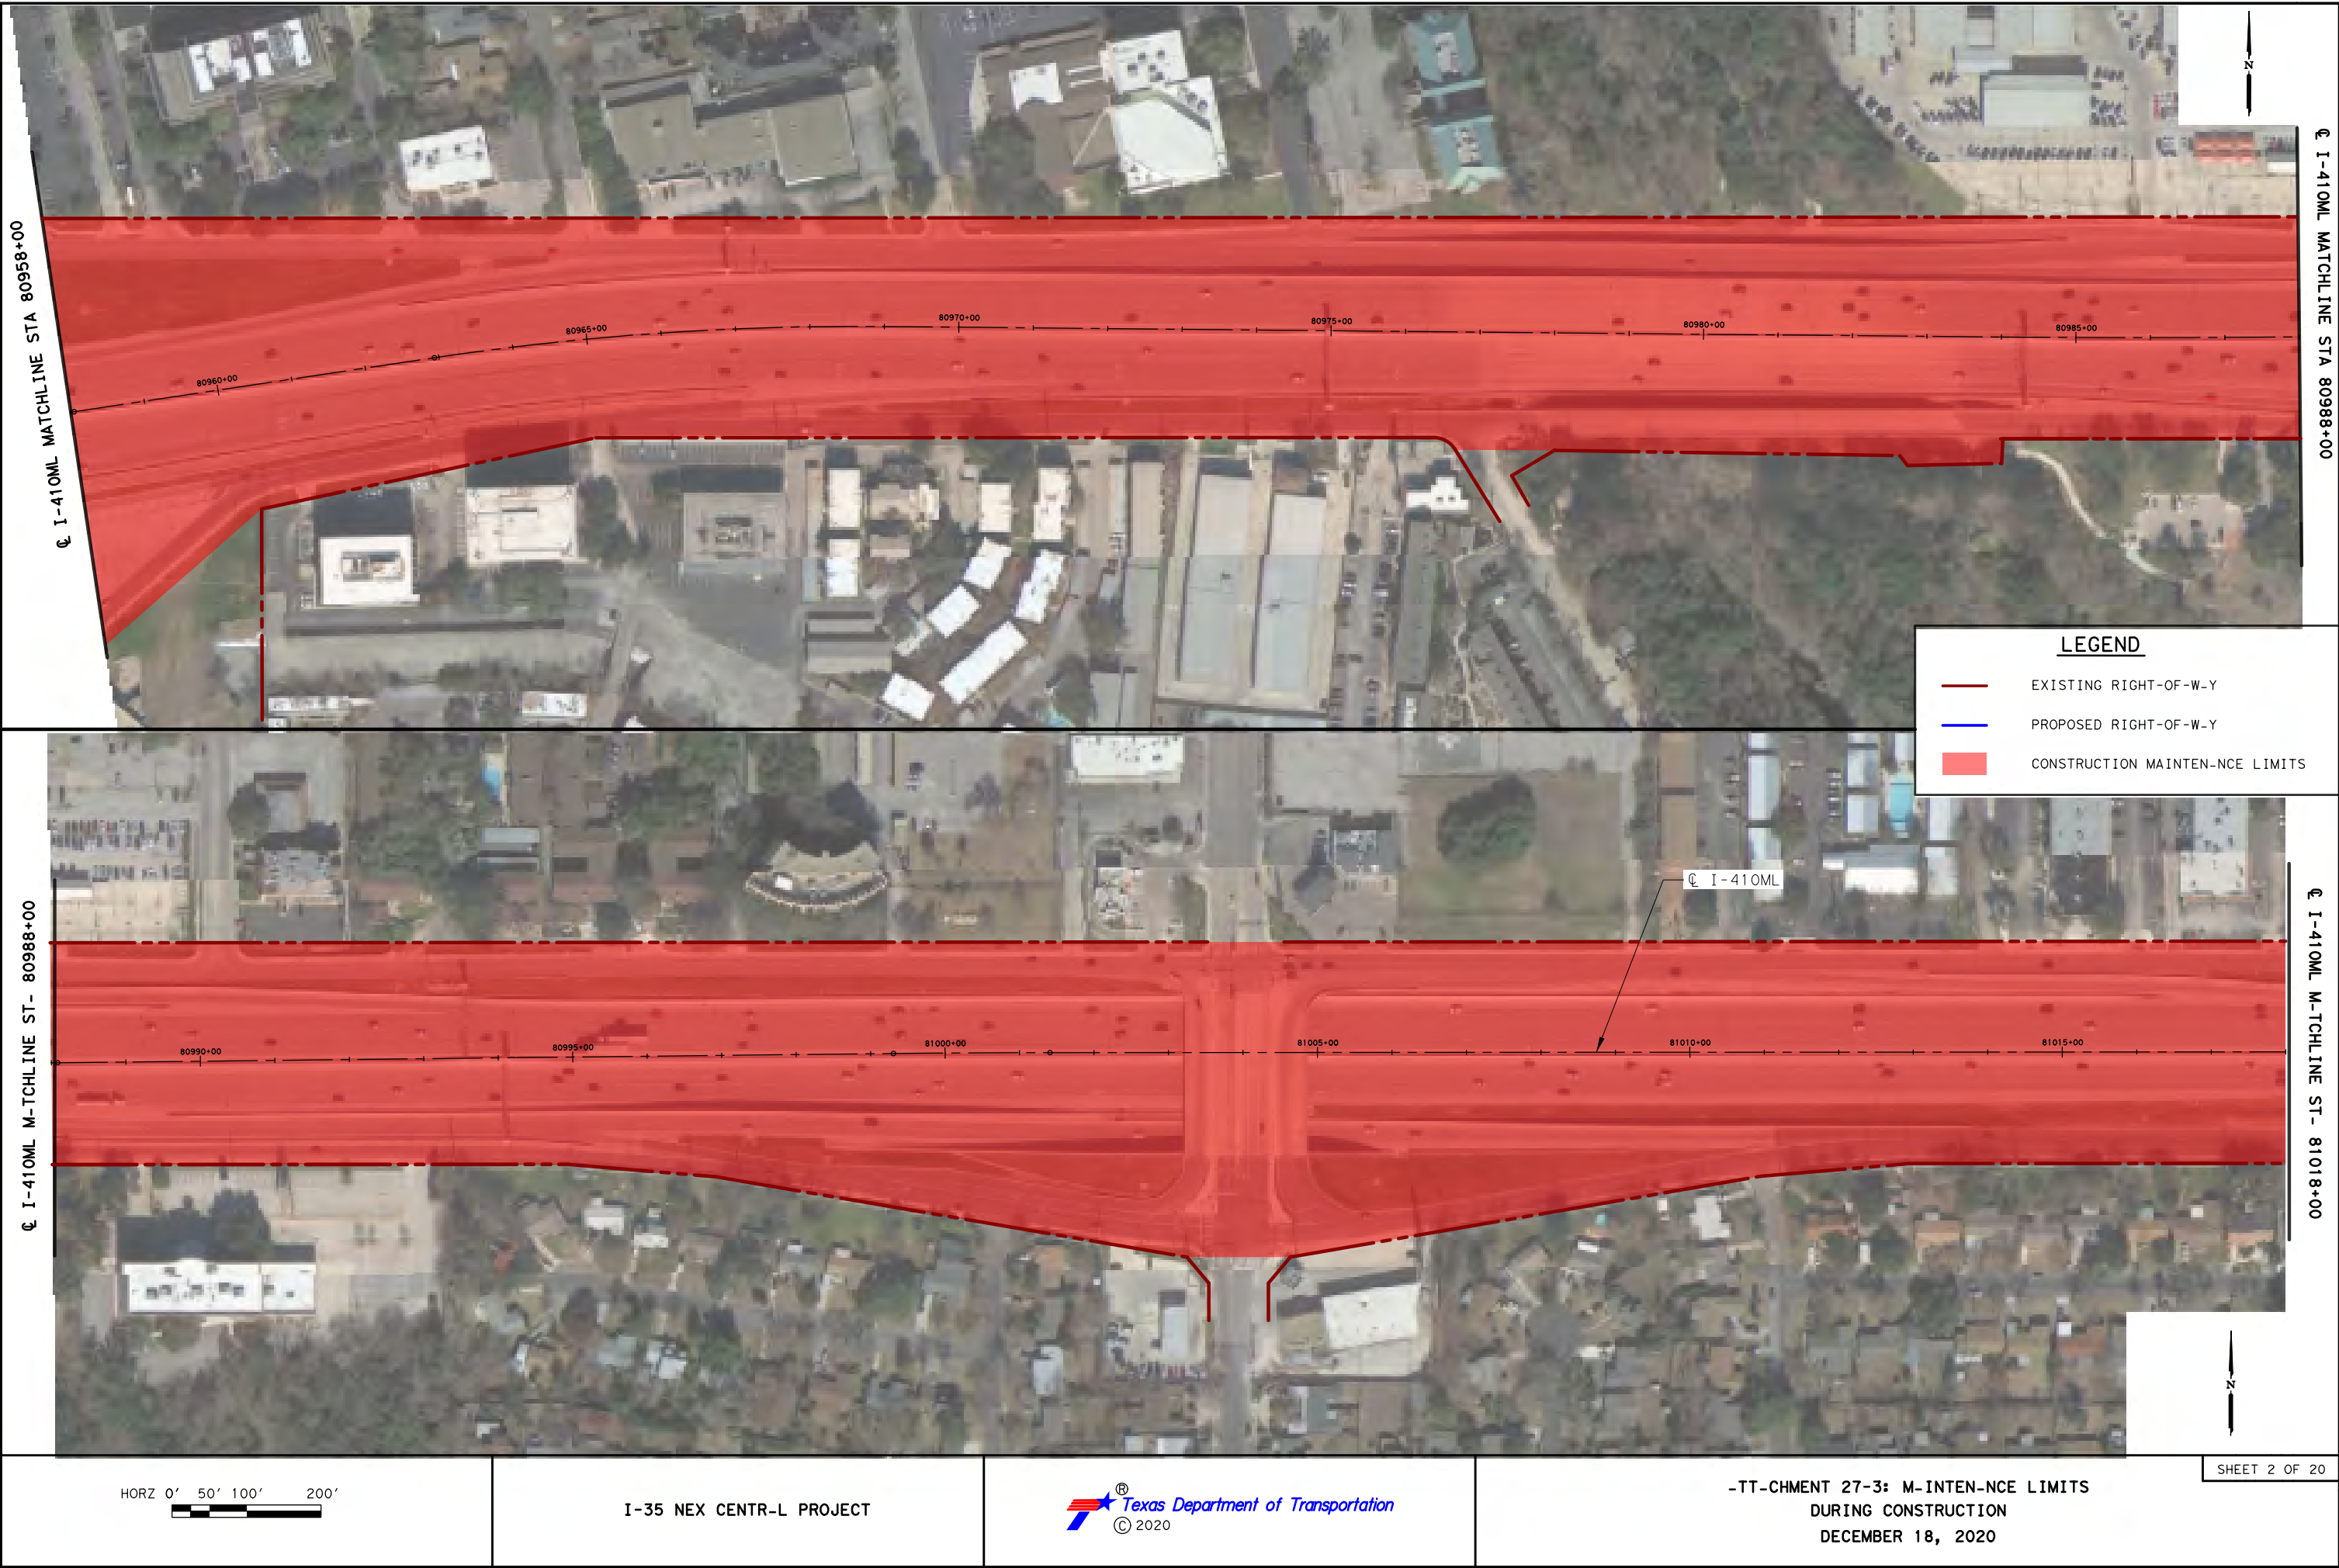 N
℄ I-410ML MATCHLINE STA 80958+00
80960+00
80965+00
80970+00
80975+00
80980+00
80985+00
℄ I-410ML MATCHLINE STA 80988+00
LEGEND
EXISTING RIGHT-OF-W-Y
PROPOSED RIGHT-OF-W-Y
CONSTRUCTION MAINTEN-NCE LIMITS
℄ I-410ML M-TCHLINE ST- 80988+00
℄ I-410ML
80990+00
80995+00
81000+00
81005+00
81010+00
81015+00
℄ I-410ML M-TCHLINE ST- 81018+00
N
SHEET 2 OF 20
HORZ 0' 50' 100' 200'
I-35 NEX CENTR-L PROJECT
®
Texas Department of Transportation
© 2020
-TT-CHMENT 27-3: M-INTEN-NCE LIMITS
DURING CONSTRUCTION
DECEMBER 18, 2020